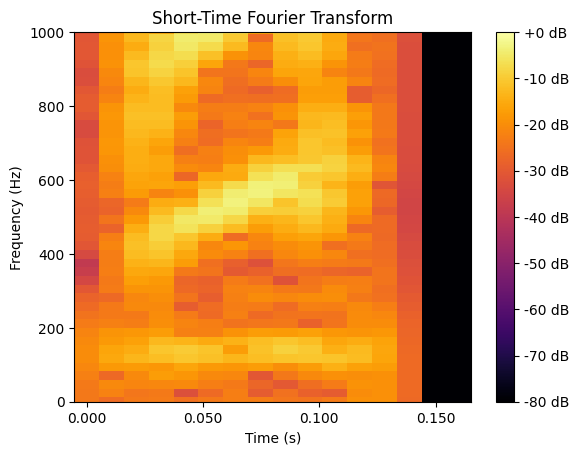 Short-Time Fourier Transform
1000
800
600
400
200
0
Frequency (Hz)
0.000
0.050
0.100
0.150
Time (s)
+0 dB
-10 dB
-20 dB
-30 dB
-40 dB
-50 dB
-60 dB
-70 dB
-80 dB